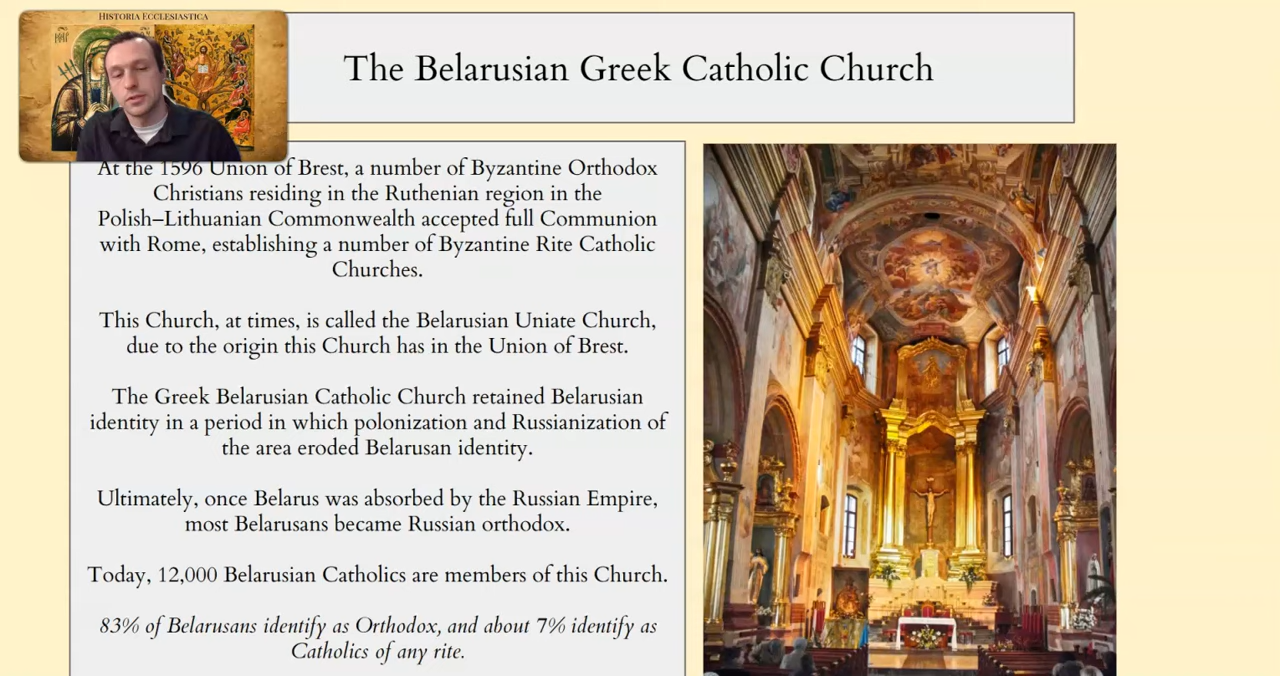 HISTORIA ECCLESIASTICA
The Belarusian Greek Catholic Church
At the 1596 Union of Brest, a number of Byzantine Orthodox
Christians residing in the Ruthenian region in the
Polish–Lithuanian Commonwealth accepted full Communion
with Rome, establishing a number of Byzantine Rite Catholic
Churches.
This Church, at times, is called the Belarusian Uniate Church,
due to the origin this Church has in the Union of Brest.
The Greek Belarusian Catholic Church retained Belarusian
identity in a period in which polonization and Russianization of
the area eroded Belarusan identity.
Ultimately, once Belarus was absorbed by the Russian Empire,
most Belarusans became Russian orthodox.
Today, 12,000 Belarusian Catholics are members of this Church.
83% of Belarusans identify as Orthodox, and about 7% identify as
Catholics of any rite.